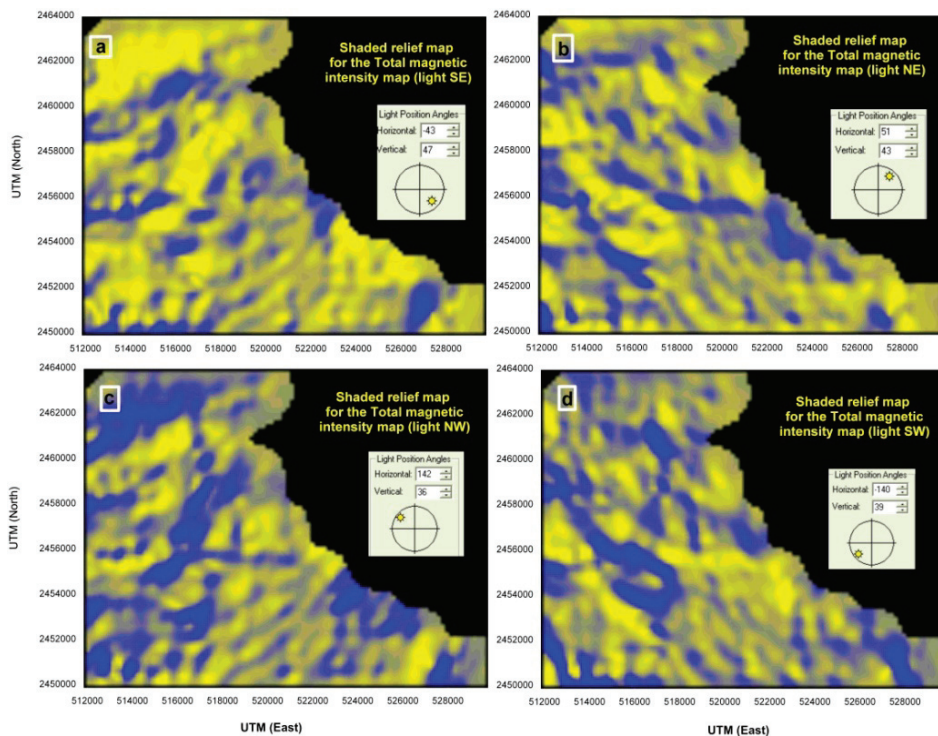 2464000
2462000
2460000
2458000
2456000
2454000
2452000
2450000
UTM (North)
a
Shaded relief map
for the Total magnetic
intensity map (light SE)
Light Position Angles
Horizontal: -43
Vertical: 47
512000 514000 516000 518000 520000 522000 524000 526000 528000
2464000
2462000
2460000
2458000
2456000
2454000
2452000
2450000
b
Shaded relief map
for the Total magnetic
intensity map (light NE)
Light Position Angles
Horizontal: 51
Vertical: 43
512000 514000 516000 518000 520000 522000 524000 526000 528000
2464000
2462000
2460000
2458000
2456000
2454000
2452000
2450000
UTM (North)
c
Shaded relief map
for the Total magnetic
intensity map (light NW)
Light Position Angles
Horizontal: 142
Vertical: 36
512000 514000 516000 518000 520000 522000 524000 526000 528000
UTM (East)
2464000
2462000
2460000
2458000
2456000
2454000
2452000
2450000
d
Shaded relief map
for the Total magnetic
intensity map (light SW)
Light Position Angles
Horizontal: -140
Vertical: 39
512000 514000 516000 518000 520000 522000 524000 526000 528000
UTM (East)